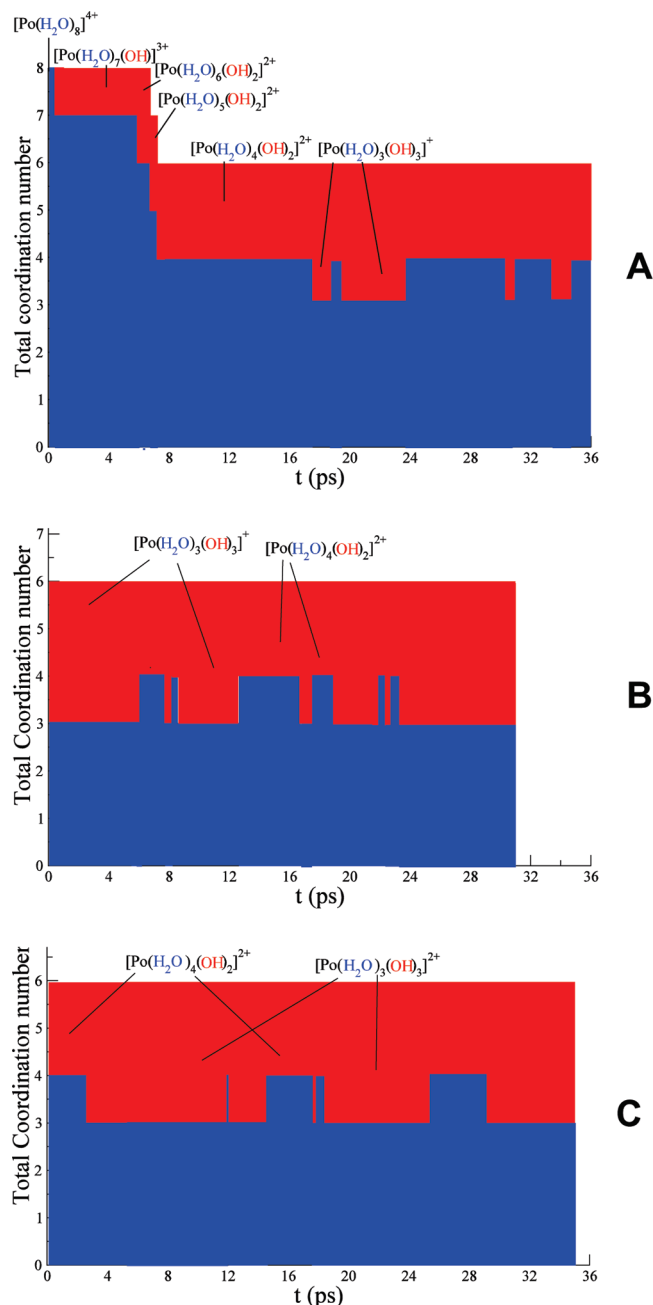 [Po(H₂O)₈]⁴⁺
[Po(H₂O)₇(OH)]³⁺
[Po(H₂O)₆(OH)₂]²⁺
[Po(H₂O)₅(OH)₂]²⁺
[Po(H₂O)₄(OH)₂]²⁺ [Po(H₂O)₃(OH)₃]⁺
Total coordination number
8
7
6
5
4
3
2
1
0
0 4 8 12 16 20 24 28 32 36
t (ps)
A
[Po(H₂O)₃(OH)₃]⁺ [Po(H₂O)₄(OH)₂]²⁺
Total Coordination number
7
6
5
4
3
2
1
0
0 4 8 12 16 20 24 28 32 36
t (ps)
B
[Po(H₂O)₄(OH)₂]²⁺ [Po(H₂O)₃(OH)₃]²⁺
Total Coordination number
6
5
4
3
2
1
0
0 4 8 12 16 20 24 28 32 36
t (ps)
C